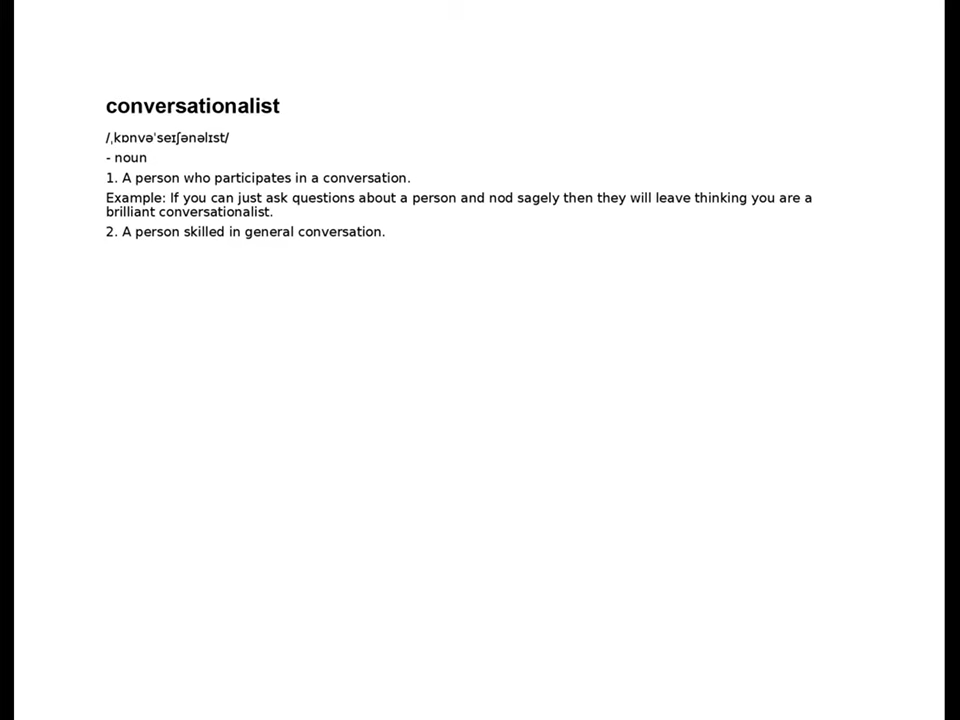 conversationalist
/ˌkɒnvəˈseɪʃənəlɪst/
- noun
1. A person who participates in a conversation.
Example: If you can just ask questions about a person and nod sagely then they will leave thinking you are a
brilliant conversationalist.
2. A person skilled in general conversation.